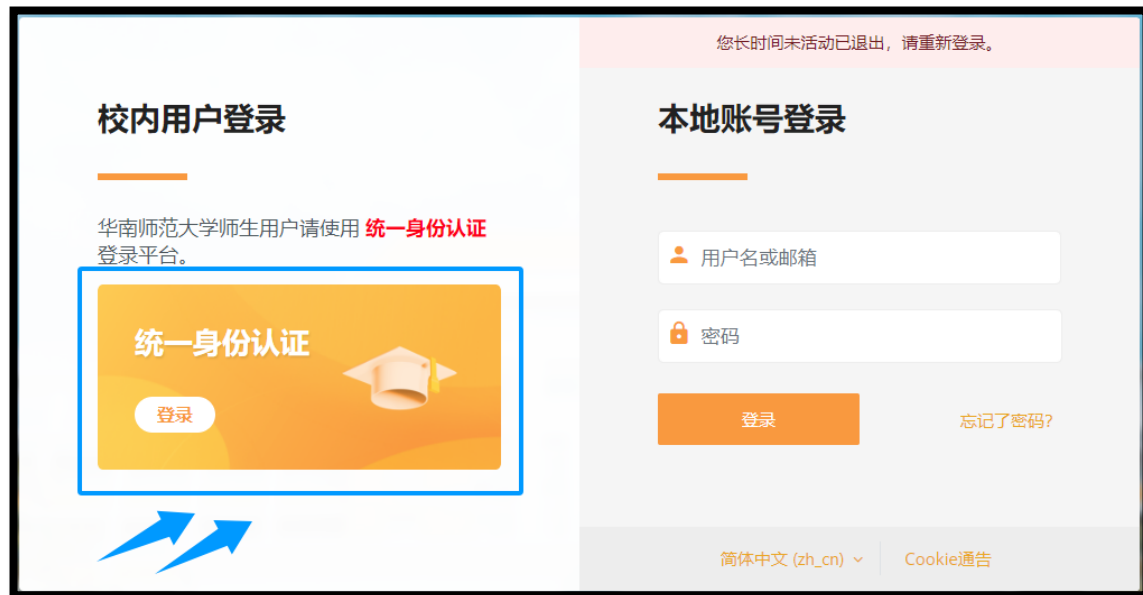 校内用户登录
华南师范大学师生用户请使用 统一身份认证
登录平台。
统一身份认证
登录
您长时间未活动已退出，请重新登录。
本地账号登录
用户名或邮箱
密码
登录
忘记了密码?
简体中文 (zh_cn)
Cookie通告